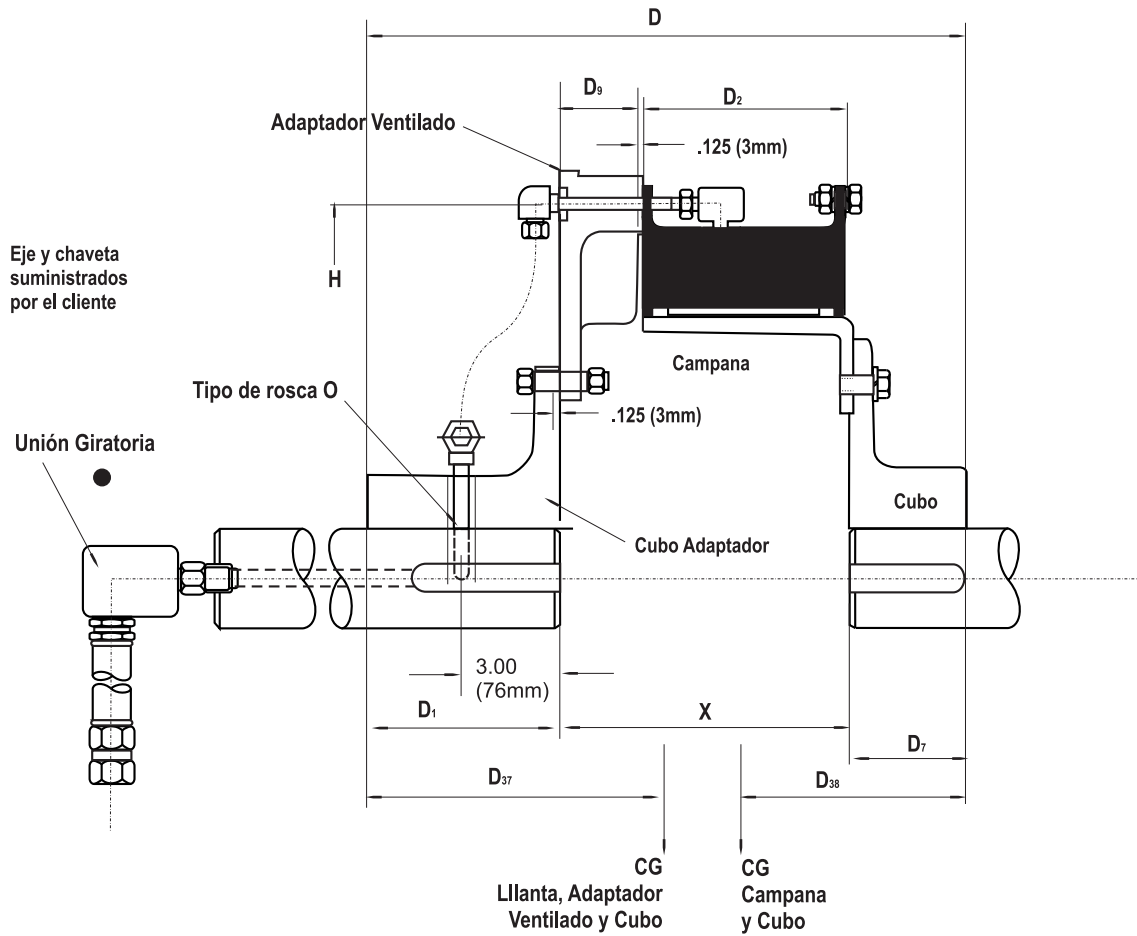 D
D₉
D₂
Adaptador Ventilado
.125 (3mm)
Eje y chaveta
suministrados
por el cliente
H
Campana
Tipo de rosca O
.125 (3mm)
Unión Giratoria
Cubo
Cubo Adaptador
3.00
(76mm)
D₁
X
D₇
D₃₇
D₃₈
CG
Lllanta, Adaptador
Ventilado y Cubo
CG
Campana
y Cubo